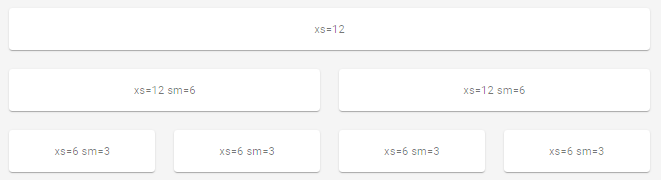 xs=12
xs=12 sm=6 xs=12 sm=6
xs=6 sm=3 xs=6 sm=3 xs=6 sm=3 xs=6 sm=3